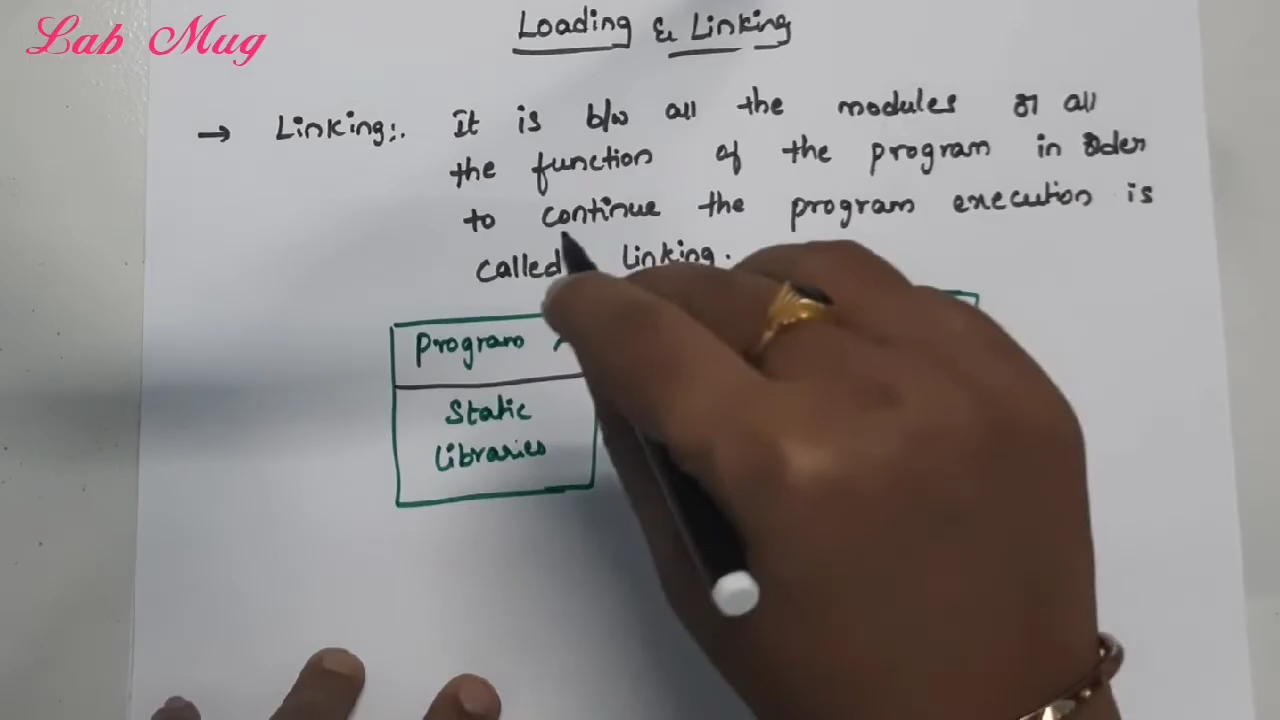 Lab Mug
Loading & Linking
→ Linking:. It is b/w all the modules or all
the function of the program in order
to continue the program execution is
called linking.
Program
Static
Libraries